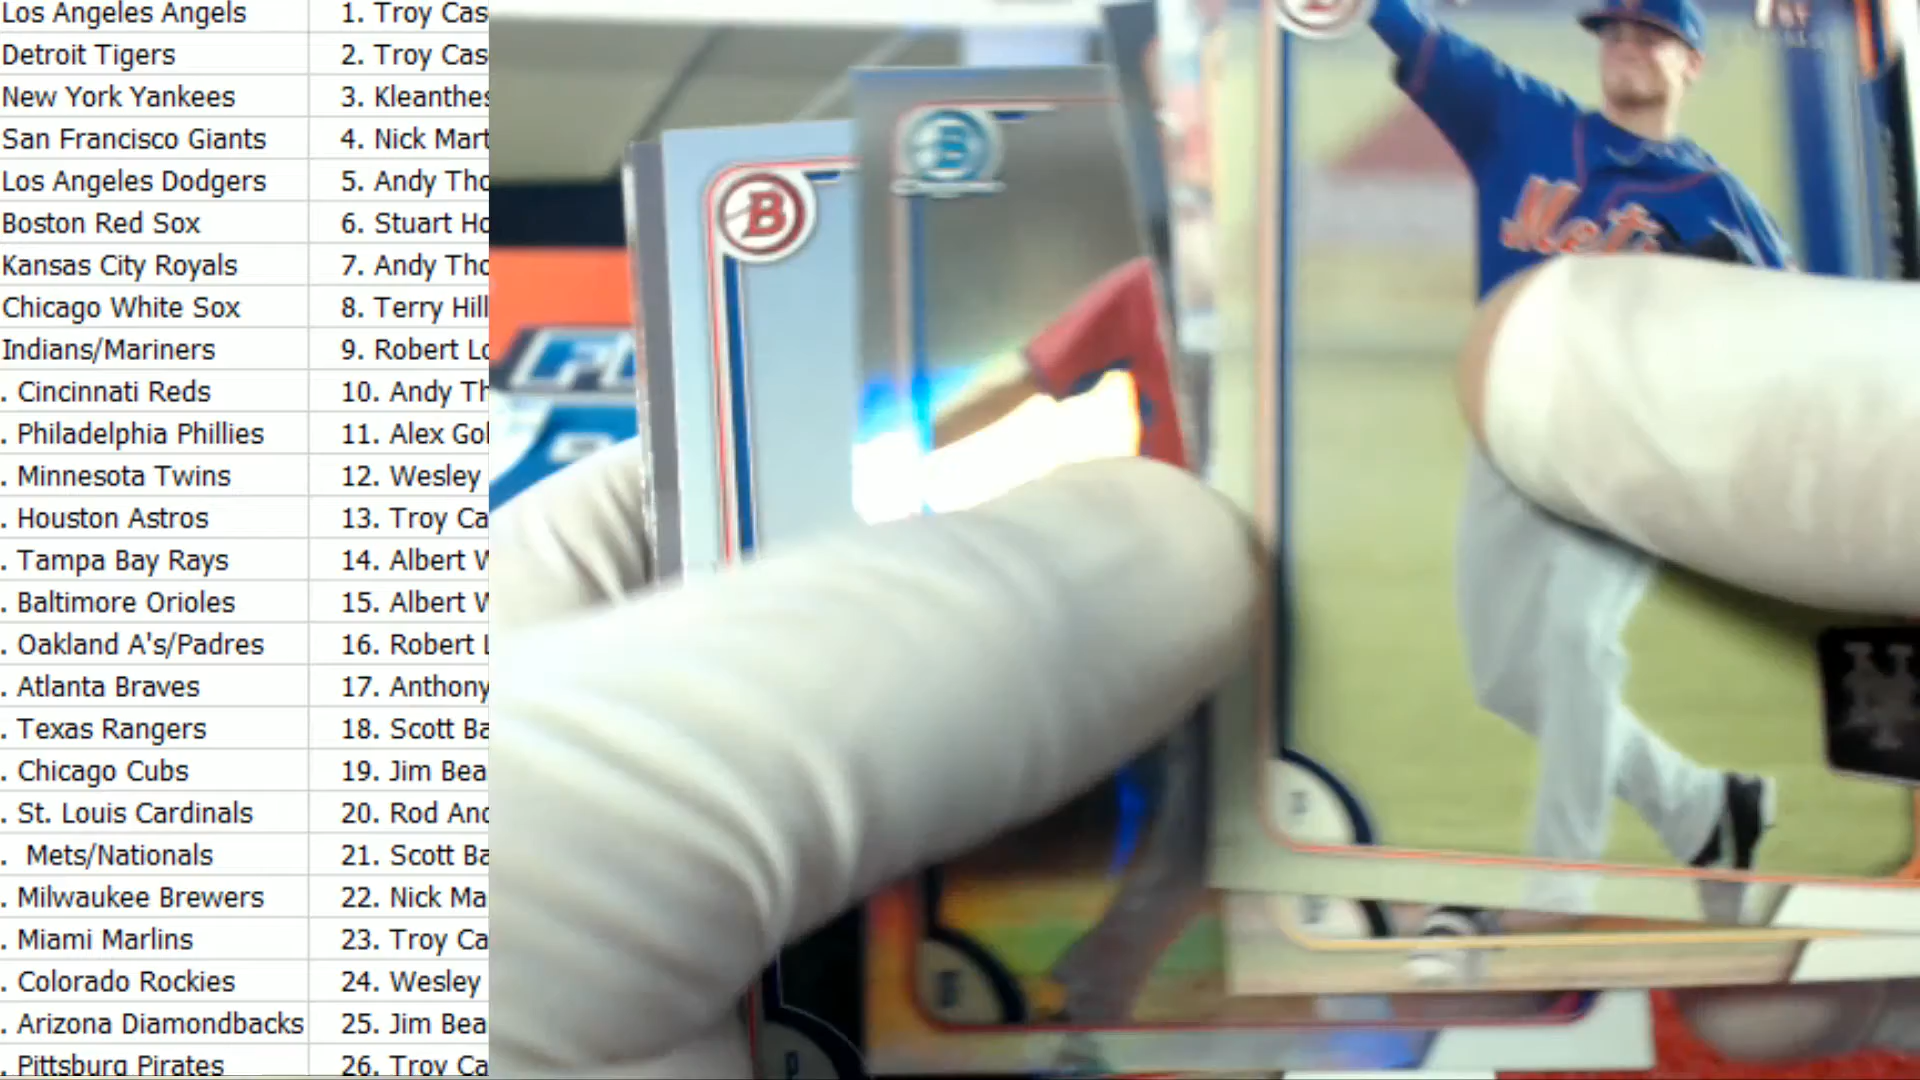 Los Angeles Angels 1. Troy Cas
Detroit Tigers 2. Troy Cas
New York Yankees 3. Kleanthes
San Francisco Giants 4. Nick Mart
Los Angeles Dodgers 5. Andy Tho
Boston Red Sox 6. Stuart Ho
Kansas City Royals 7. Andy Tho
Chicago White Sox 8. Terry Hill
Indians/Mariners 9. Robert Lo
. Cincinnati Reds 10. Andy Th
. Philadelphia Phillies 11. Alex Gol
. Minnesota Twins 12. Wesley
. Houston Astros 13. Troy Ca
. Tampa Bay Rays 14. Albert W
. Baltimore Orioles 15. Albert W
. Oakland A's/Padres 16. Robert L
. Atlanta Braves 17. Anthony
. Texas Rangers 18. Scott Ba
. Chicago Cubs 19. Jim Bea
. St. Louis Cardinals 20. Rod And
. Mets/Nationals 21. Scott Ba
. Milwaukee Brewers 22. Nick Ma
. Miami Marlins 23. Troy Ca
. Colorado Rockies 24. Wesley
. Arizona Diamondbacks 25. Jim Bea
. Pittsburg Pirates 26. Troy Ca
B
B
Mets
NY